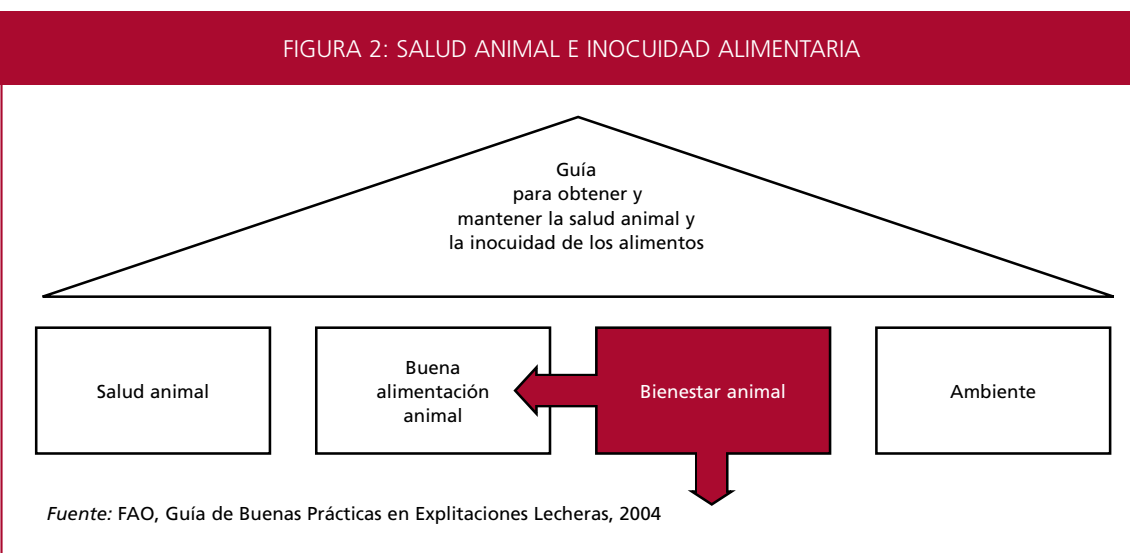 FIGURA 2: SALUD ANIMAL E INOCUIDAD ALIMENTARIA
Guía
para obtener y
mantener la salud animal y
la inocuidad de los alimentos
Salud animal
Buena
alimentación
animal
Bienestar animal
Ambiente
Fuente: FAO, Guía de Buenas Prácticas en Explitaciones Lecheras, 2004